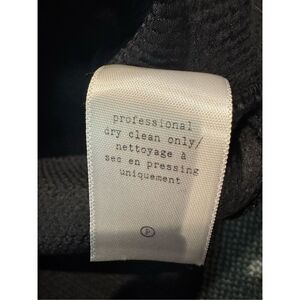 professional
dry clean only/
nettoyage à
sec en pressing
uniquement
P